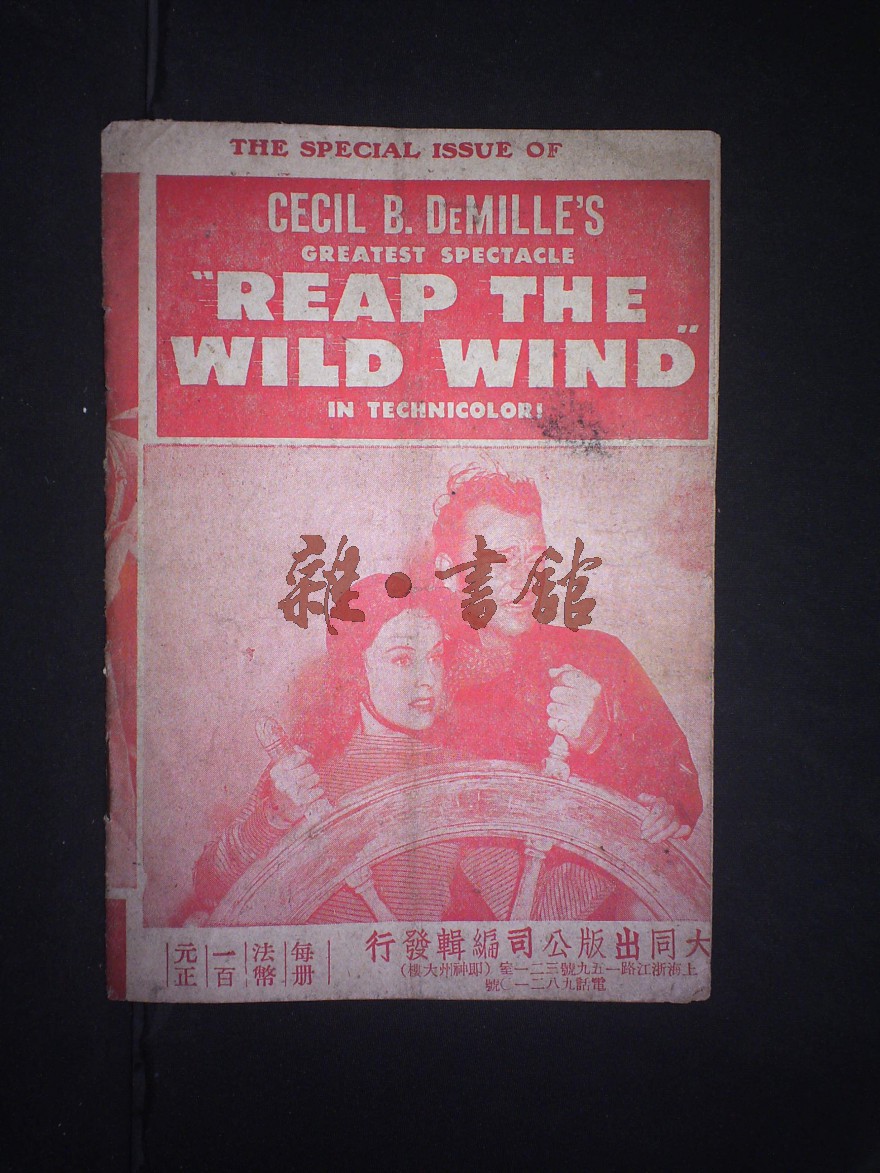 THE SPECIAL ISSUE OF
CECIL B. DEMILLE'S
GREATEST SPECTACLE
"REAP THE
WILD WIND"
IN TECHNICOLOR!
雜·書舘
大同出版公司編輯發行
上海浙江路一五九號三二一室（即神州大樓）
電話九八二一〇號
每册
法幣
一百
元正